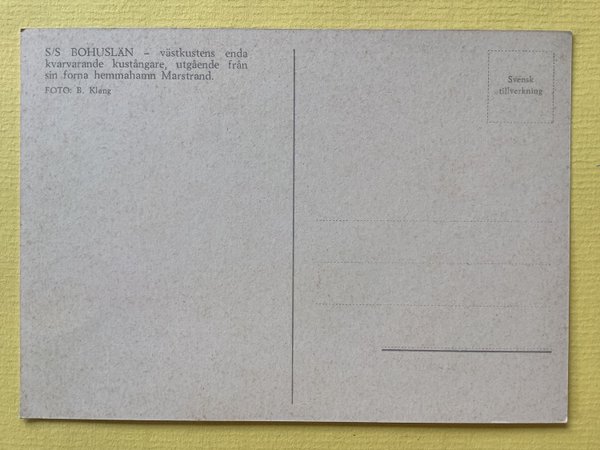 S/S BOHUSLÄN – västkustens enda
kvarvarande kustångare, utgående från
sin forna hemmahamn Marstrand.
FOTO: B. Klang
Svensk
tillverkning